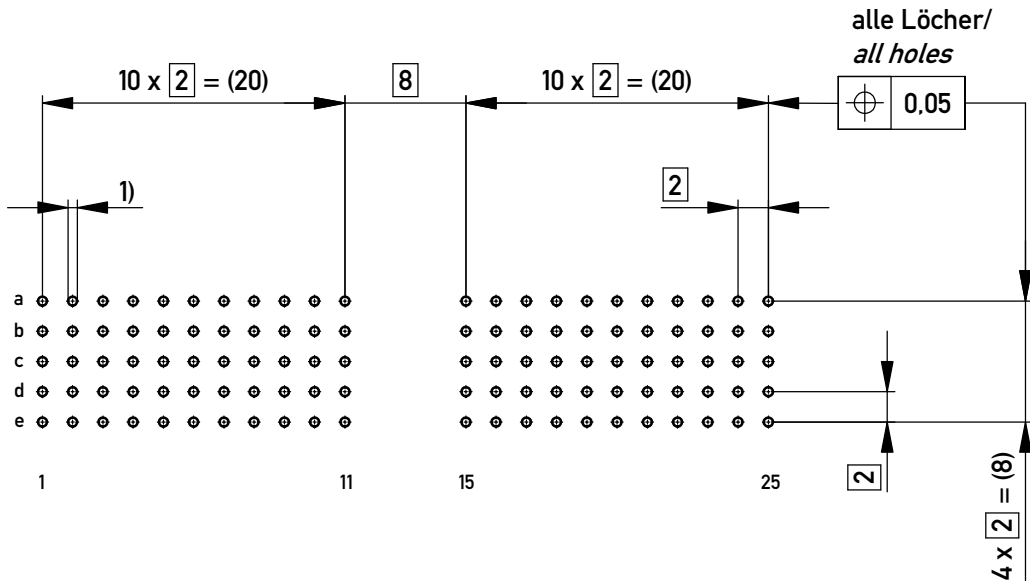 alle Löcher/
all holes
10 x 2 = (20)
8
10 x 2 = (20)
0,05
1)
2
a
b
c
d
e
1
11
15
25
2
4 x 2 = (8)